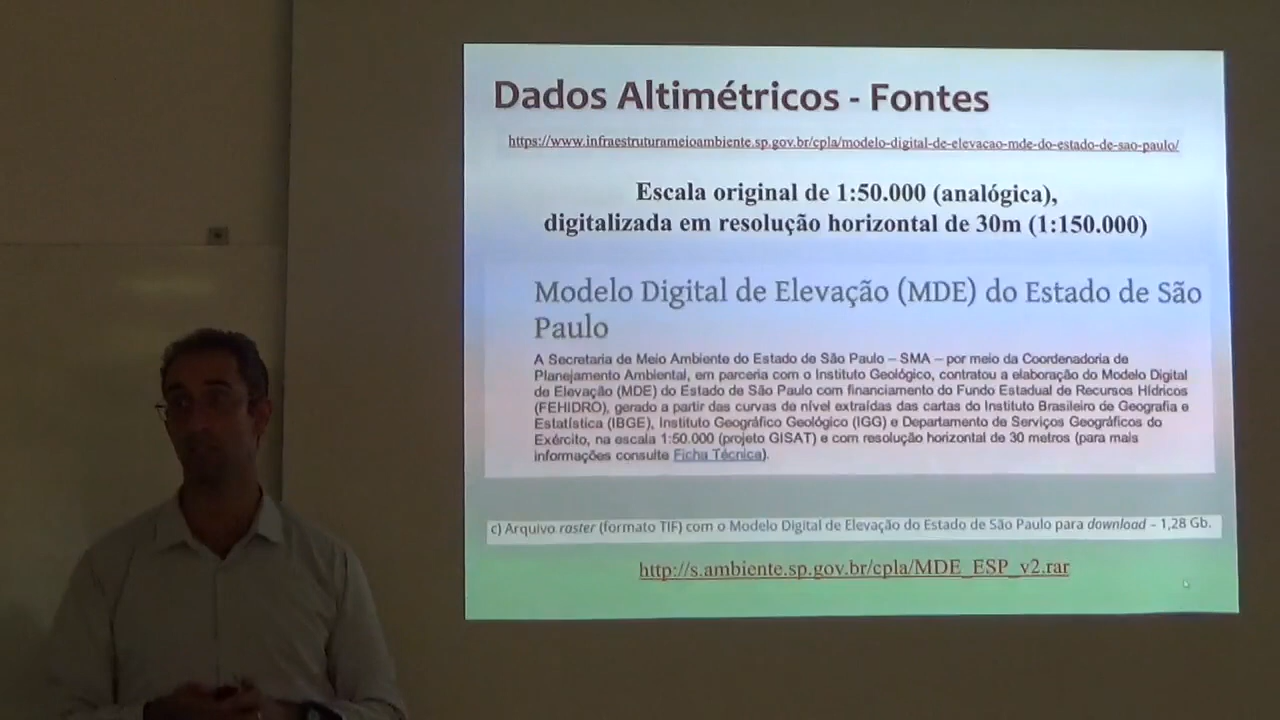 Dados Altimétricos - Fontes
https://www.infraestruturameioambiente.sp.gov.br/cpla/modelo-digital-de-elevacao-mde-do-estado-de-sao-paulo/
Escala original de 1:50.000 (analógica),
digitalizada em resolução horizontal de 30m (1:150.000)
Modelo Digital de Elevação (MDE) do Estado de São
Paulo
A Secretaria de Meio Ambiente do Estado de São Paulo – SMA – por meio da Coordenadoria de
Planejamento Ambiental, em parceria com o Instituto Geológico, contratou a elaboração do Modelo Digital
de Elevação (MDE) do Estado de São Paulo com financiamento do Fundo Estadual de Recursos Hídricos
(FEHIDRO), gerado a partir das curvas de nível extraídas das cartas do Instituto Brasileiro de Geografia e
Estatística (IBGE), Instituto Geográfico Geológico (IGG) e Departamento de Serviços Geográficos do
Exército, na escala 1:50.000 (projeto GISAT) e com resolução horizontal de 30 metros (para mais
informações consulte Ficha Técnica).
c) Arquivo raster (formato TIF) com o Modelo Digital de Elevação do Estado de São Paulo para download – 1,28 Gb.
http://s.ambiente.sp.gov.br/cpla/MDE_ESP_v2.rar